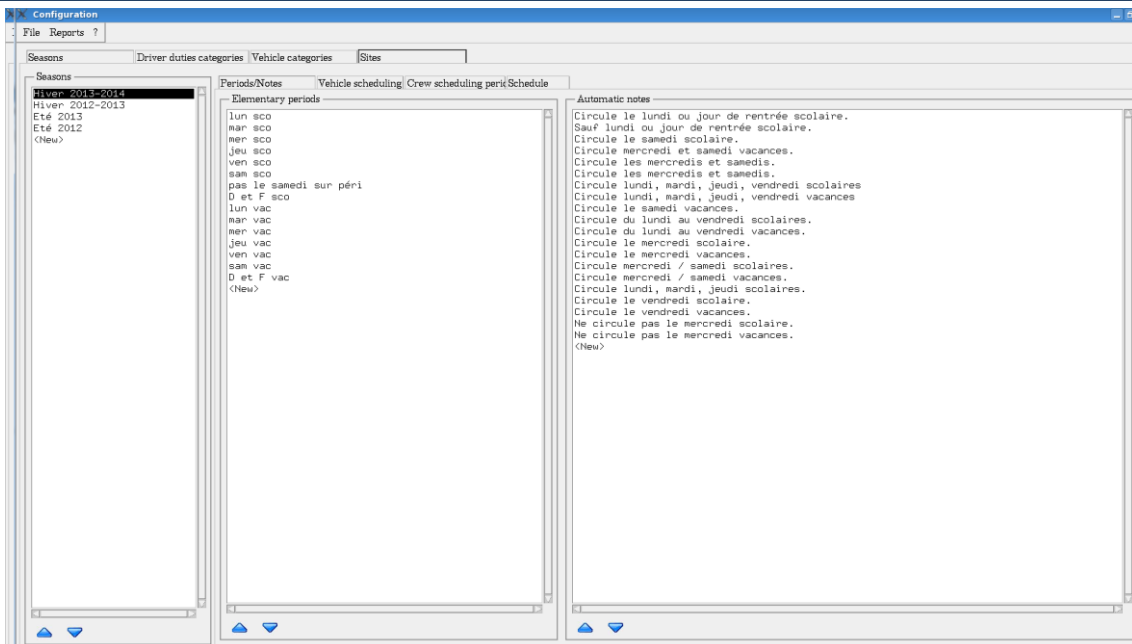 Configuration
File Reports ?
Seasons Driver duties categories Vehicle categories Sites
Seasons
Hiver 2013-2014
Hiver 2012-2013
Eté 2013
Eté 2012
<New>
Periods/Notes Vehicle scheduling Crew scheduling peri Schedule
Elementary periods
lun sco
mar sco
mer sco
jeu sco
ven sco
sam sco
pas le samedi sur péri
D et F sco
lun vac
mar vac
mer vac
jeu vac
ven vac
sam vac
D et F vac
<New>
Automatic notes
Circule le lundi ou jour de rentrée scolaire.
Sauf lundi ou jour de rentrée scolaire.
Circule le samedi scolaire.
Circule mercredi et samedi vacances.
Circule les mercredis et samedis.
Circule les mercredis et samedis.
Circule lundi, mardi, jeudi, vendredi scolaires
Circule lundi, mardi, jeudi, vendredi vacances
Circule le samedi vacances.
Circule du lundi au vendredi scolaires.
Circule du lundi au vendredi vacances.
Circule le mercredi scolaire.
Circule le mercredi vacances.
Circule mercredi / samedi scolaires.
Circule mercredi / samedi vacances.
Circule lundi, mardi, jeudi scolaires.
Circule le vendredi scolaire.
Circule le vendredi vacances.
Ne circule pas le mercredi scolaire.
Ne circule pas le mercredi vacances.
<New>